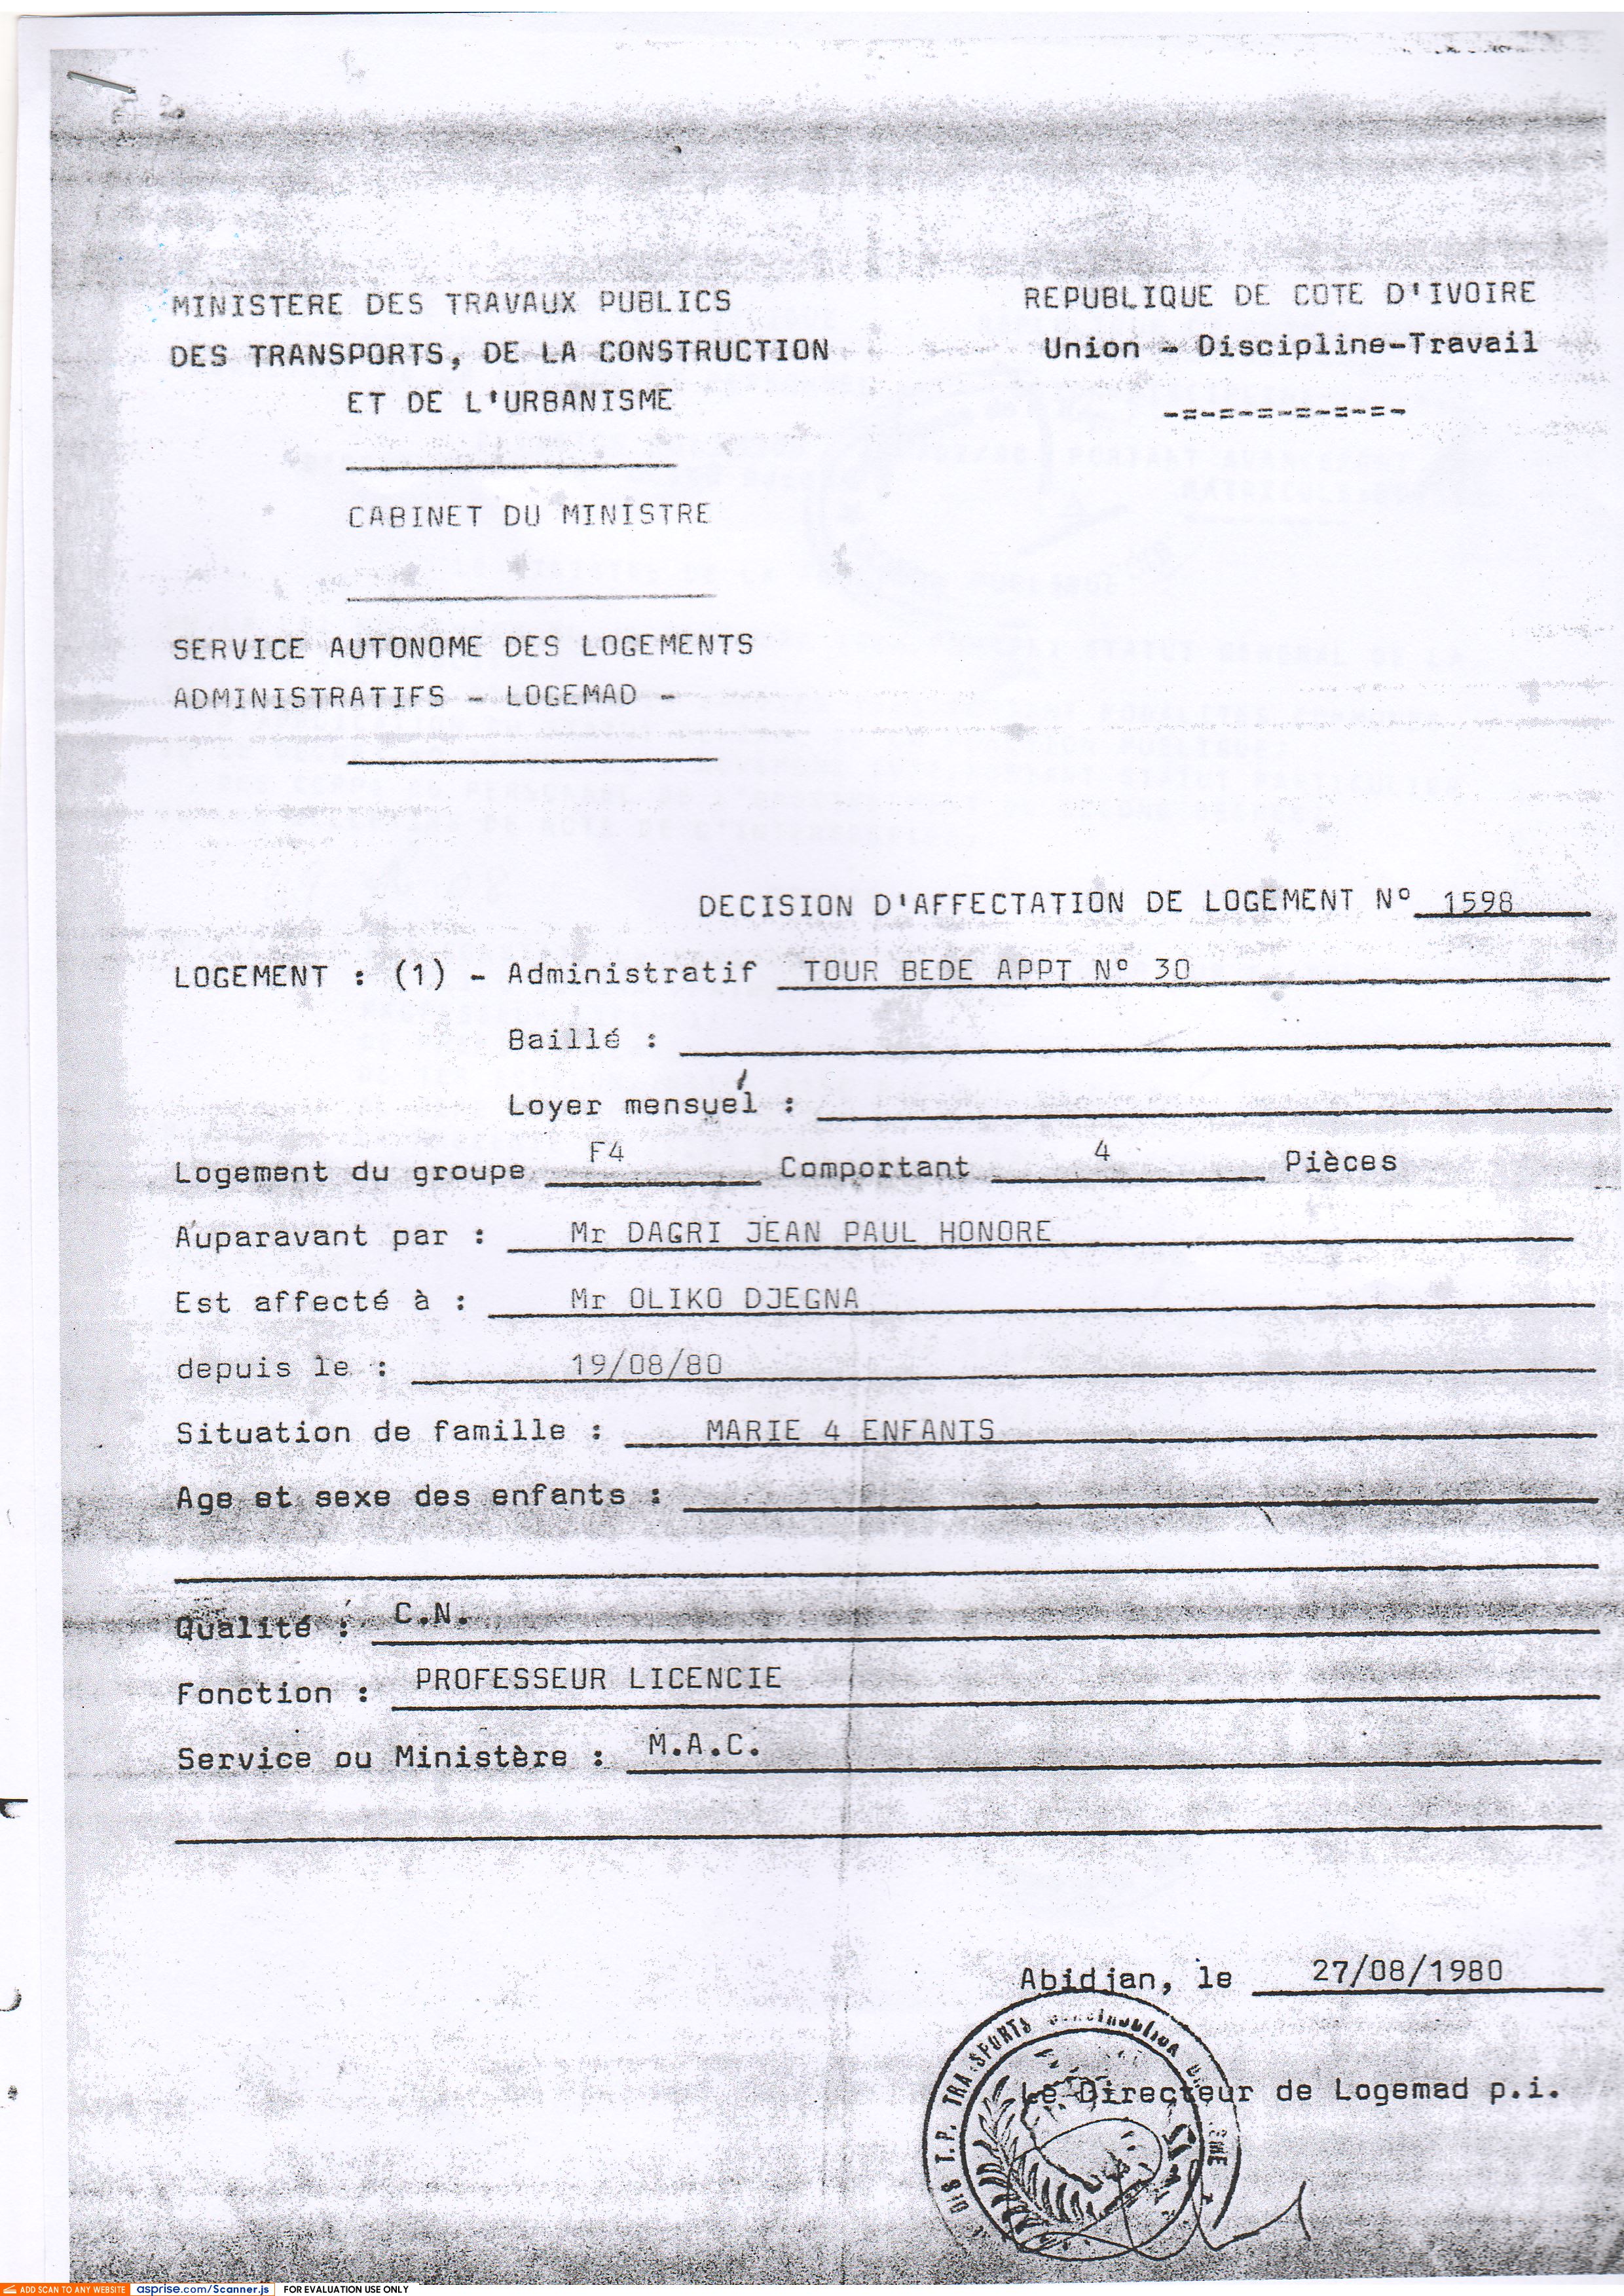 MINISTERE DES TRAVAUX PUBLICS
DES TRANSPORTS, DE LA CONSTRUCTION
ET DE L'URBANISME
REPUBLIQUE DE COTE D'IVOIRE
Union - Discipline-Travail
-=-=-=-=-=-=-
CABINET DU MINISTRE
SERVICE AUTONOME DES LOGEMENTS
ADMINISTRATIFS - LOGEMAD -
DECISION D'AFFECTATION DE LOGEMENT Nº 1598
LOGEMENT : (1) - Administratif TOUR BEDE APPT Nº 30
Baillé :
Loyer mensuel :
Logement du groupe F4 Comportant 4 Pièces
Auparavant par : Mr DAGRI JEAN PAUL HONORE
Est affecté à : Mr OLIKO DJEGNA
depuis le : 19/08/80
Situation de famille : MARIE 4 ENFANTS
Age et sexe des enfants :
Qualité : C.N.
Fonction : PROFESSEUR LICENCIE
Service ou Ministère : M.A.C.
Abidjan, le 27/08/1980
Le Directeur de Logemad p.i.
T.P.
ADD SCAN TO ANY WEBSITE asprise.com/Scanner.js FOR EVALUATION USE ONLY